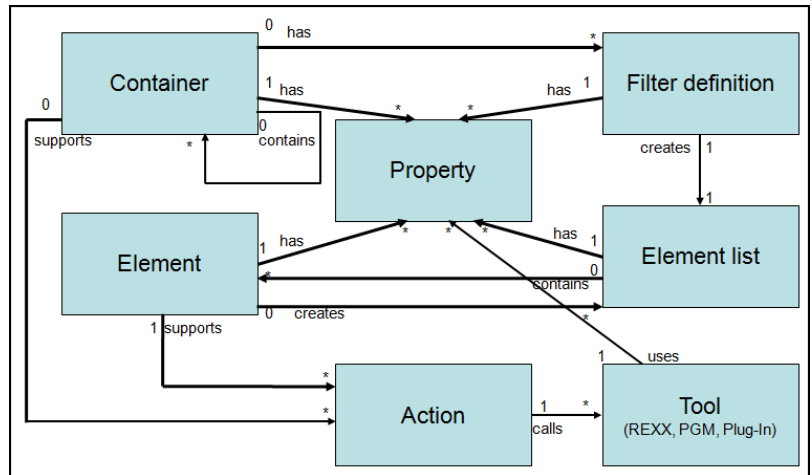 0
has
*
Container
Filter definition
1
has
*
*
has
1
0
supports
0
contains
*
Property
creates
1
1
Element
1
has
*
*
*
*
has
1
Element list
*
0
contains
0
creates
*
1
supports
1
uses
*
*
Action
1
calls
*
Tool
(REXX, PGM, Plug-In)